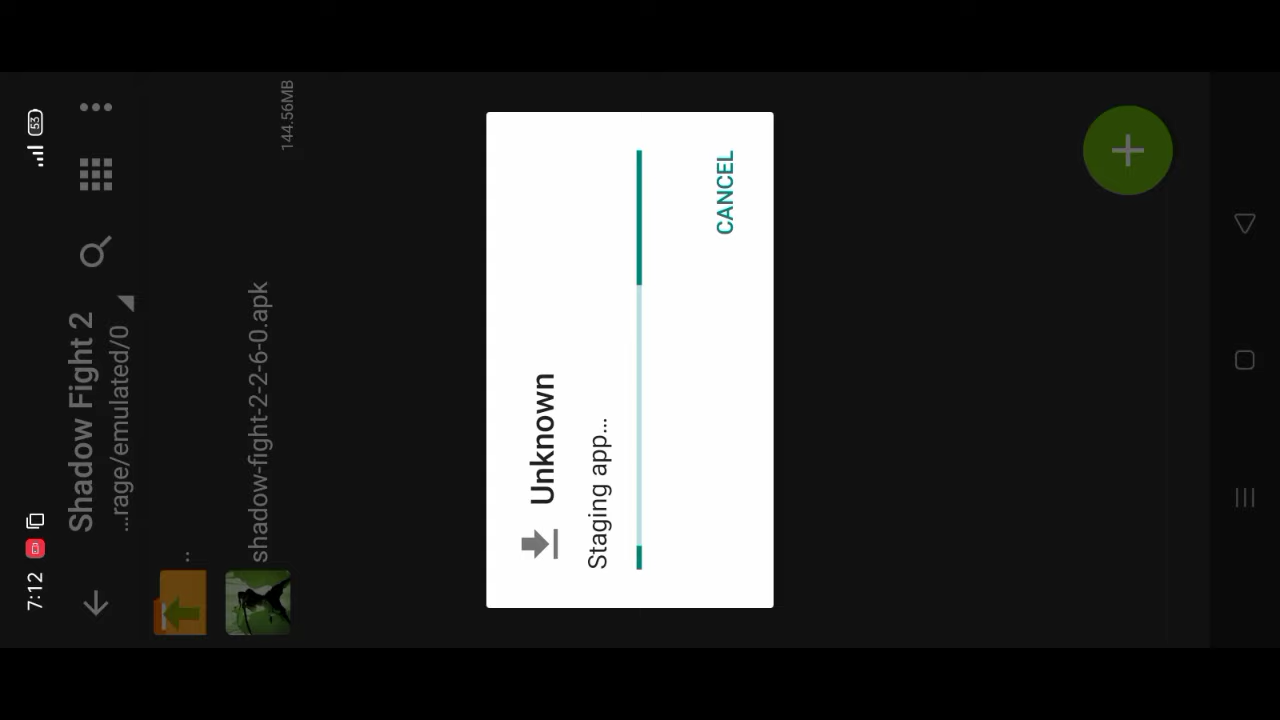 7:12
53
Shadow Fight 2
...rage/emulated/0
..
shadow-fight-2-2-6-0.apk
144.56MB
Unknown
Staging app...
CANCEL